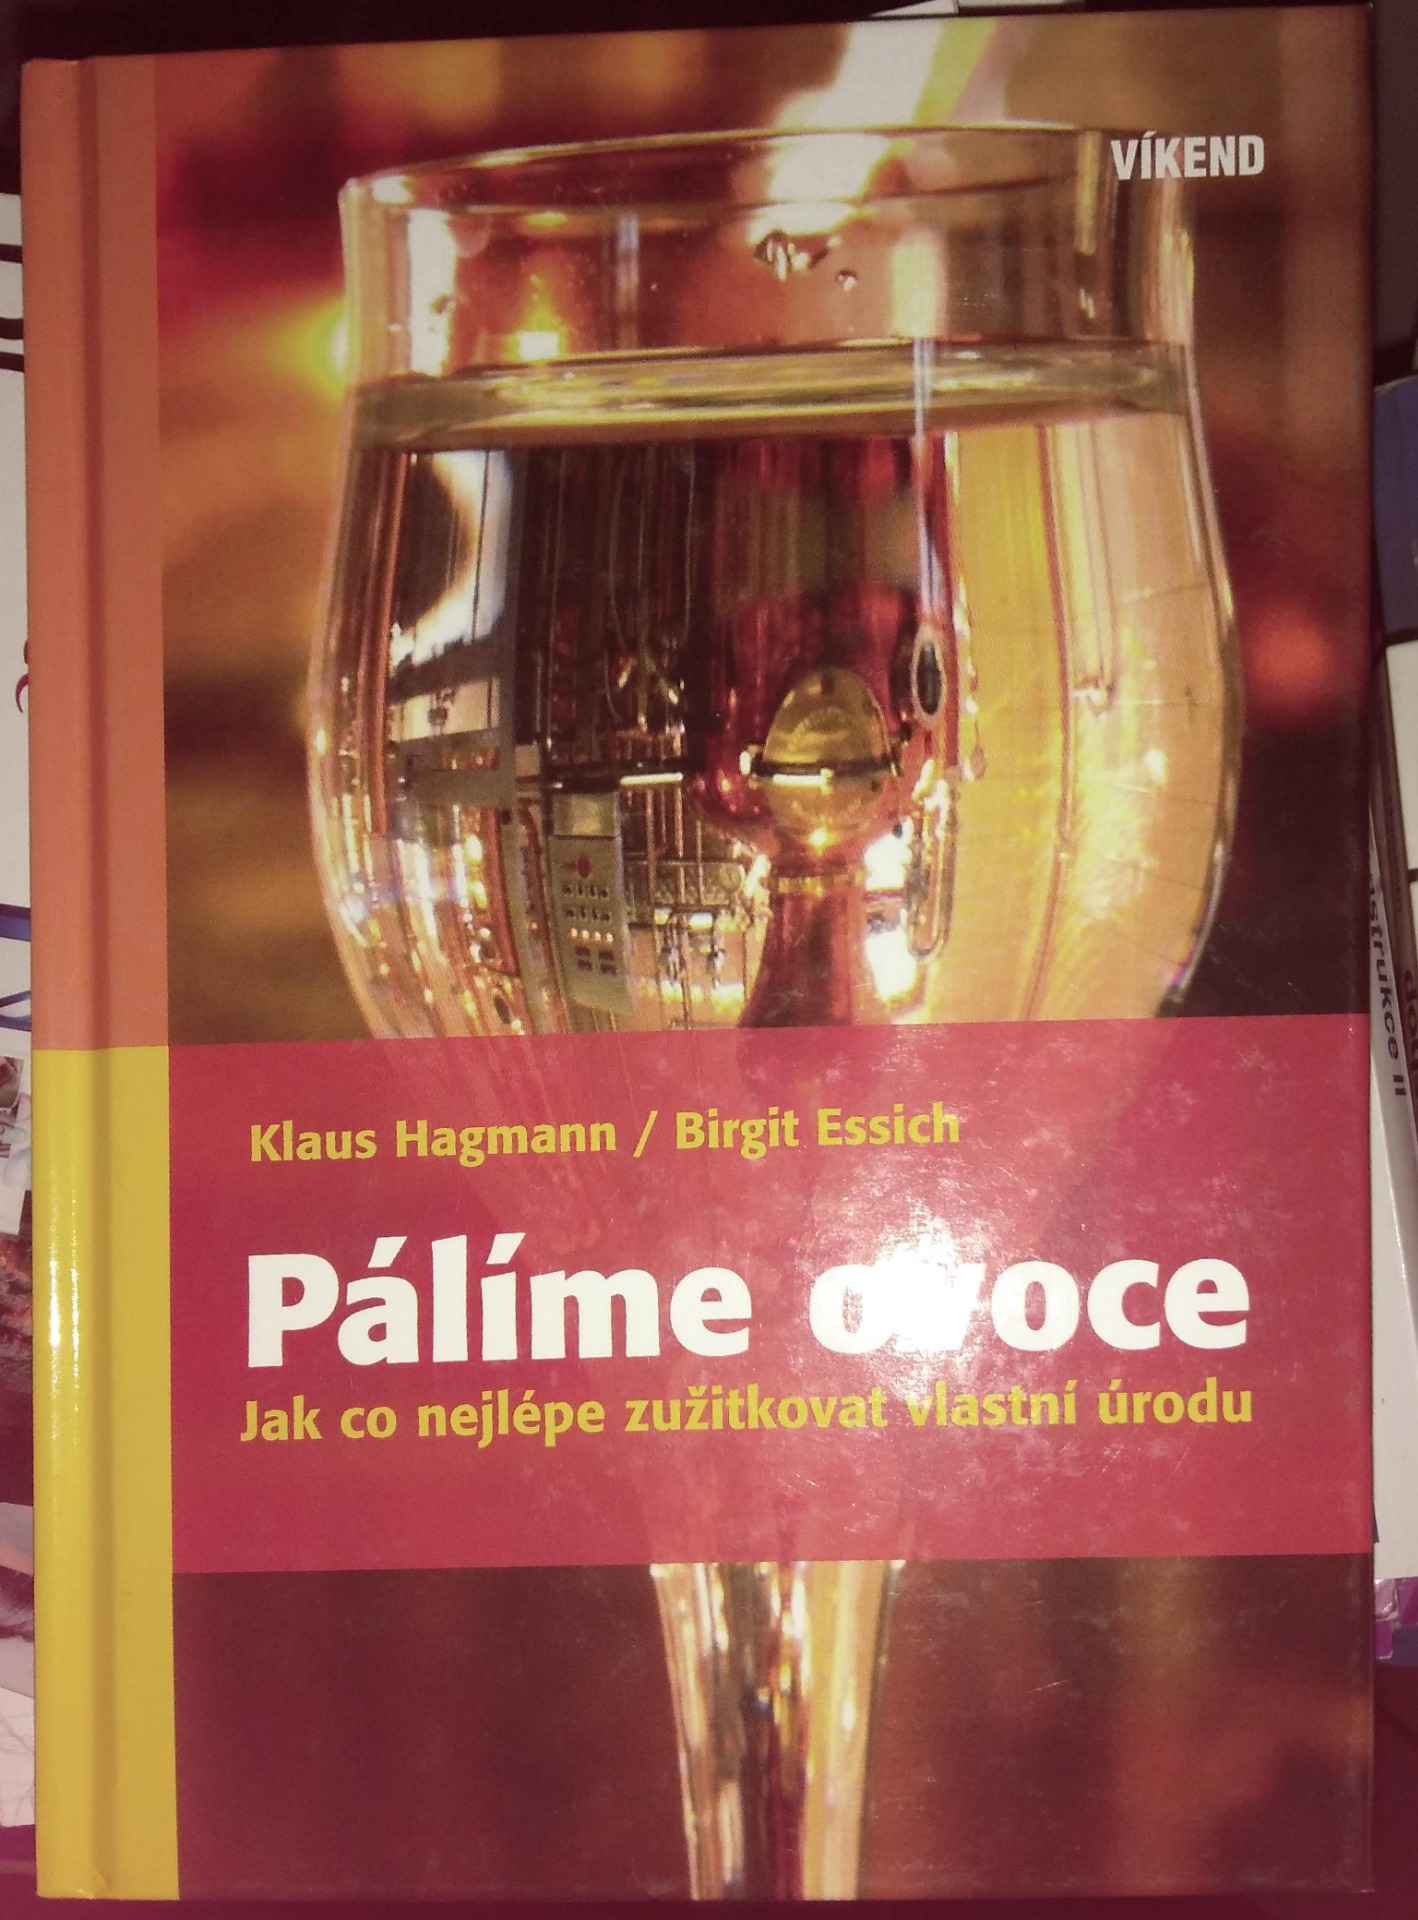 VÍKEND
Klaus Hagmann / Birgit Essich
Pálíme ovoce
Jak co nejlépe zužitkovat vlastní úrodu